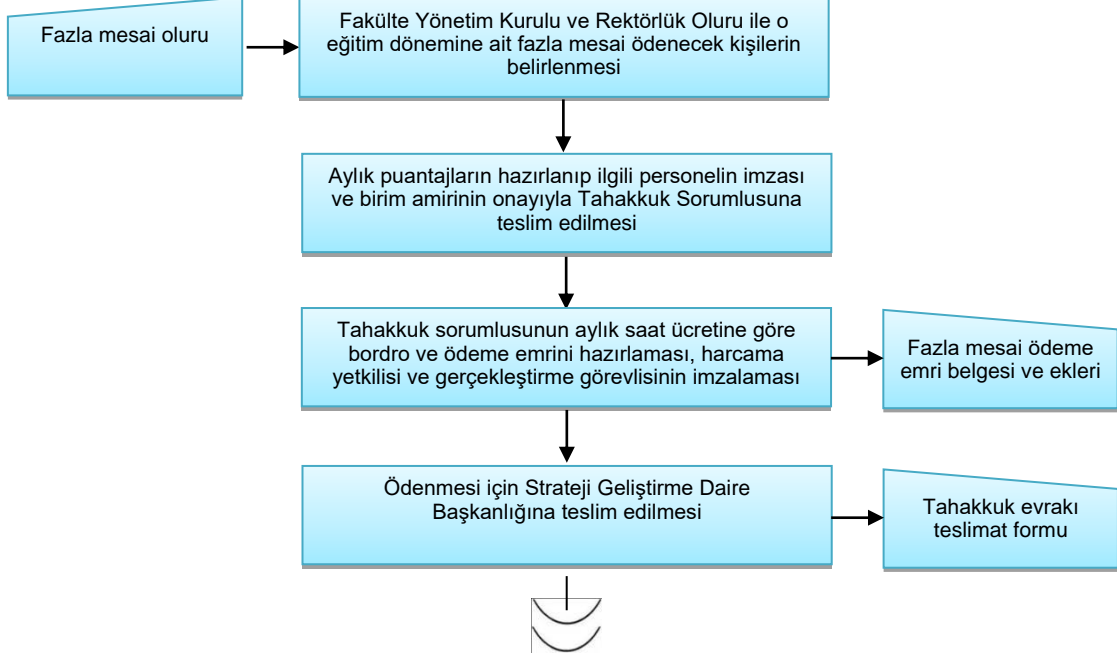 Fazla mesai oluru
Fakülte Yönetim Kurulu ve Rektörlük Oluru ile o
eğitim dönemine ait fazla mesai ödenecek kişilerin
belirlenmesi
Aylık puantajların hazırlanıp ilgili personelin imzası
ve birim amirinin onayıyla Tahakkuk Sorumlusuna
teslim edilmesi
Tahakkuk sorumlusunun aylık saat ücretine göre
bordro ve ödeme emrini hazırlaması, harcama
yetkilisi ve gerçekleştirme görevlisinin imzalaması
Fazla mesai ödeme
emri belgesi ve ekleri
Ödenmesi için Strateji Geliştirme Daire
Başkanlığına teslim edilmesi
Tahakkuk evrakı
teslimat formu